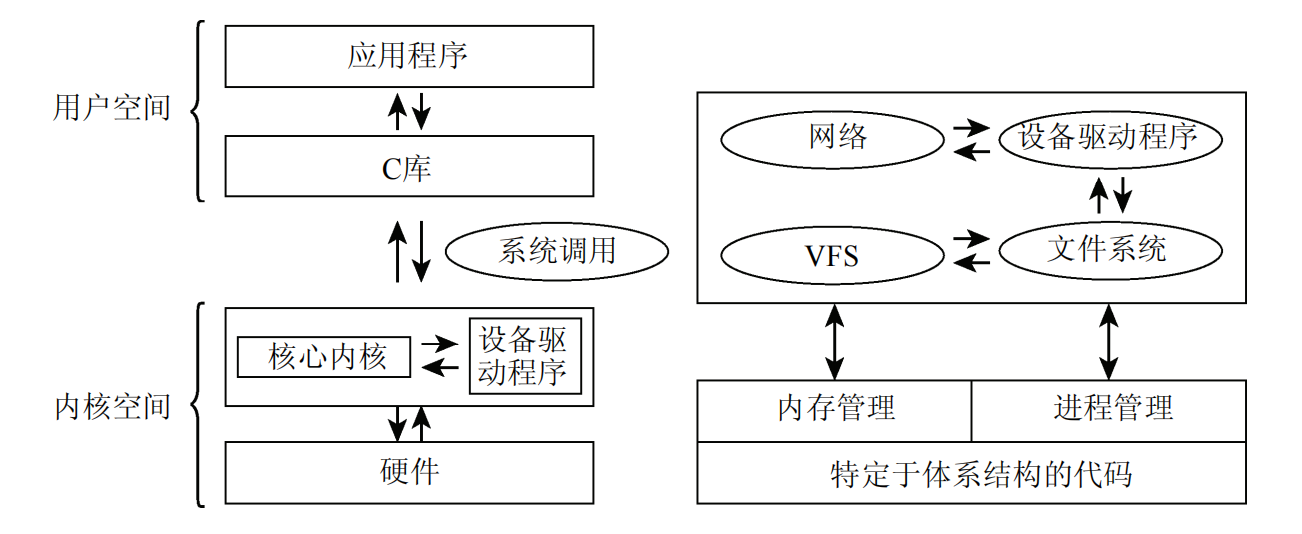 用户空间
应用程序
C库
系统调用
内核空间
核心内核
设备驱
动程序
硬件
网络
设备驱动程序
VFS
文件系统
内存管理
进程管理
特定于体系结构的代码